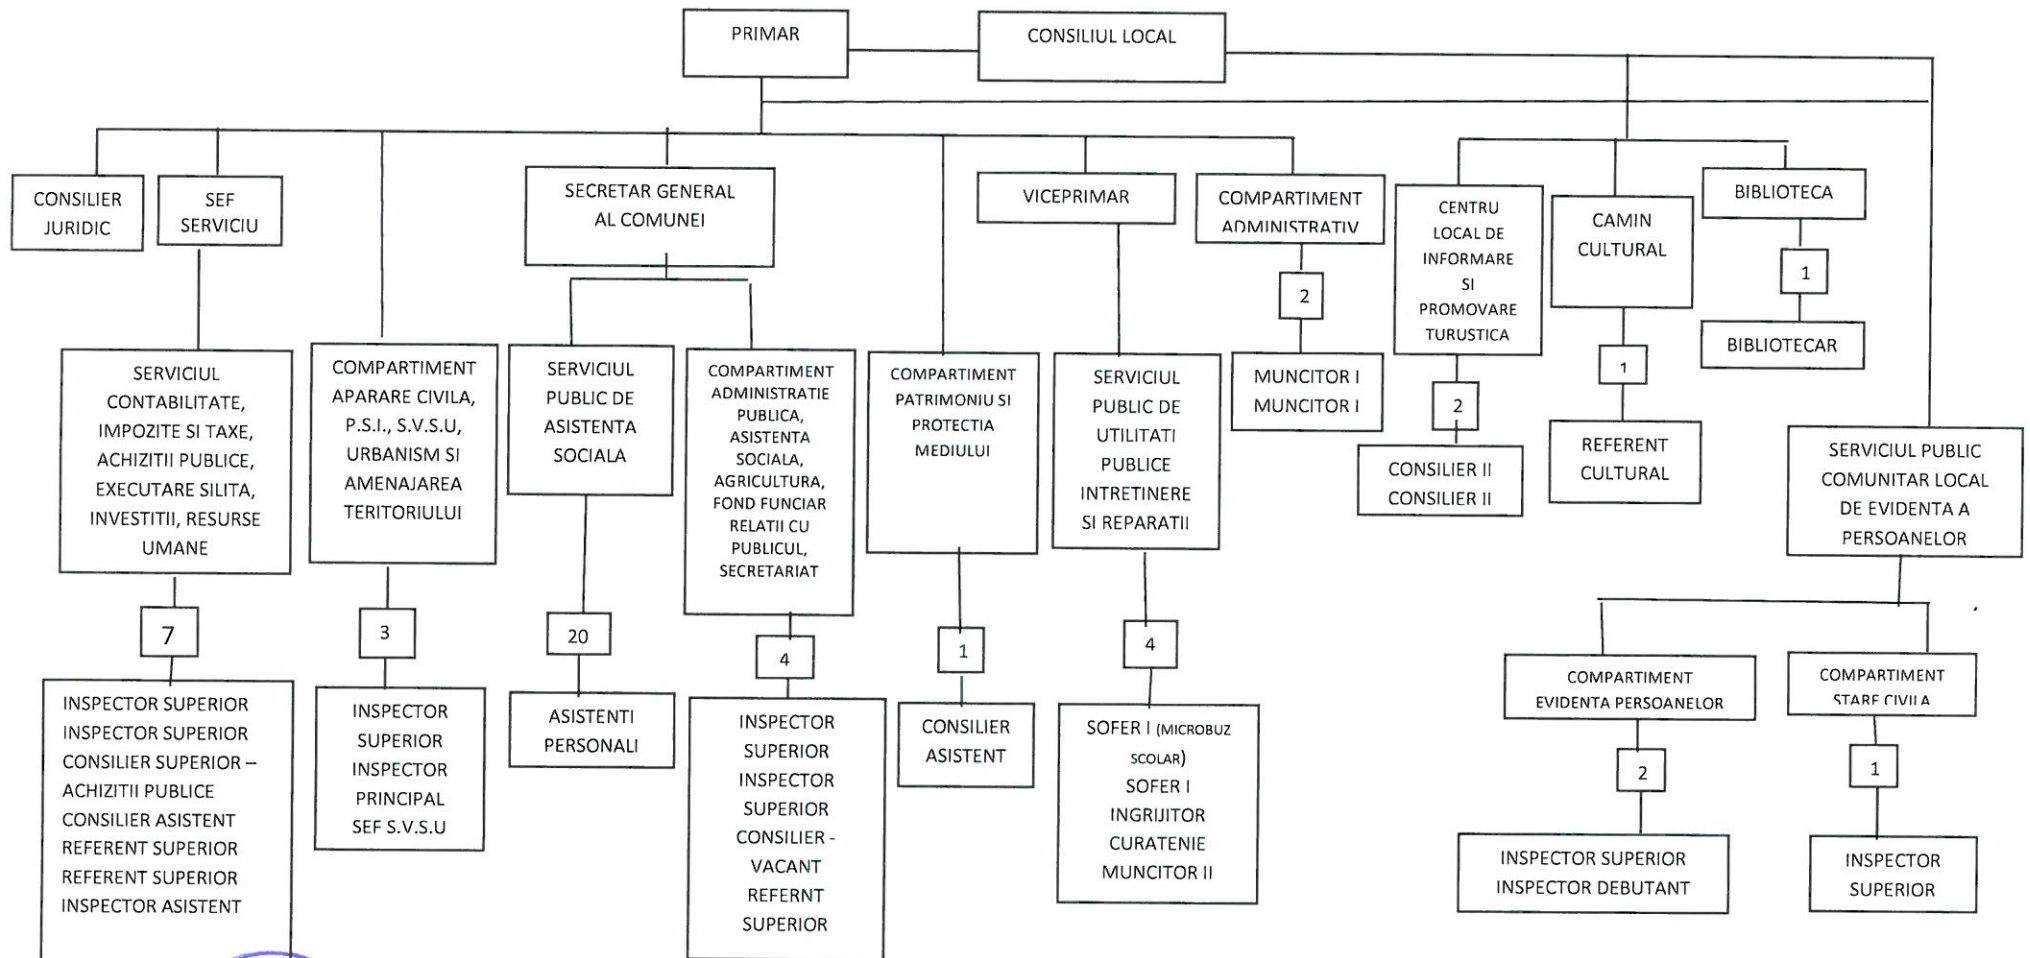 PRIMAR
CONSILIUL LOCAL
CONSILIER
JURIDIC
SEF
SERVICIU
SECRETAR GENERAL
AL COMUNEI
VICEPRIMAR
COMPARTIMENT
ADMINISTRATIV
2
MUNCITOR I
MUNCITOR I
CENTRU
LOCAL DE
INFORMARE
SI
PROMOVARE
TURUSTICA
2
CONSILIER II
CONSILIER II
CAMIN
CULTURAL
1
REFERENT
CULTURAL
BIBLIOTECA
1
BIBLIOTECAR
SERVICIUL
CONTABILITATE,
IMPOZITE SI TAXE,
ACHIZITII PUBLICE,
EXECUTARE SILITA,
INVESTITII, RESURSE
UMANE
7
INSPECTOR SUPERIOR
INSPECTOR SUPERIOR
CONSILIER SUPERIOR –
ACHIZITII PUBLICE
CONSILIER ASISTENT
REFERENT SUPERIOR
REFERENT SUPERIOR
INSPECTOR ASISTENT
COMPARTIMENT
APARARE CIVILA,
P.S.I., S.V.S.U,
URBANISM SI
AMENAJAREA
TERITORIULUI
3
INSPECTOR
SUPERIOR
INSPECTOR
PRINCIPAL
SEF S.V.S.U
SERVICIUL
PUBLIC DE
ASISTENTA
SOCIALA
20
ASISTENTI
PERSONALI
COMPARTIMENT
ADMINISTRATIE
PUBLICA,
ASISTENTA
SOCIALA,
AGRICULTURA,
FOND FUNCIAR
RELATII CU
PUBLICUL,
SECRETARIAT
4
INSPECTOR
SUPERIOR
INSPECTOR
SUPERIOR
CONSILIER -
VACANT
REFERNT
SUPERIOR
COMPARTIMENT
PATRIMONIU SI
PROTECTIA
MEDIULUI
1
CONSILIER
ASISTENT
SERVICIUL
PUBLIC DE
UTILITATI
PUBLICE
INTRETINERE
SI REPARATII
4
SOFER I (MICROBUZ
SCOLAR)
SOFER I
INGRIJITOR
CURATENIE
MUNCITOR II
SERVICIUL PUBLIC
COMUNITAR LOCAL
DE EVIDENTA A
PERSOANELOR
COMPARTIMENT
EVIDENTA PERSOANELOR
2
INSPECTOR SUPERIOR
INSPECTOR DEBUTANT
COMPARTIMENT
STARE CIVILA
1
INSPECTOR
SUPERIOR